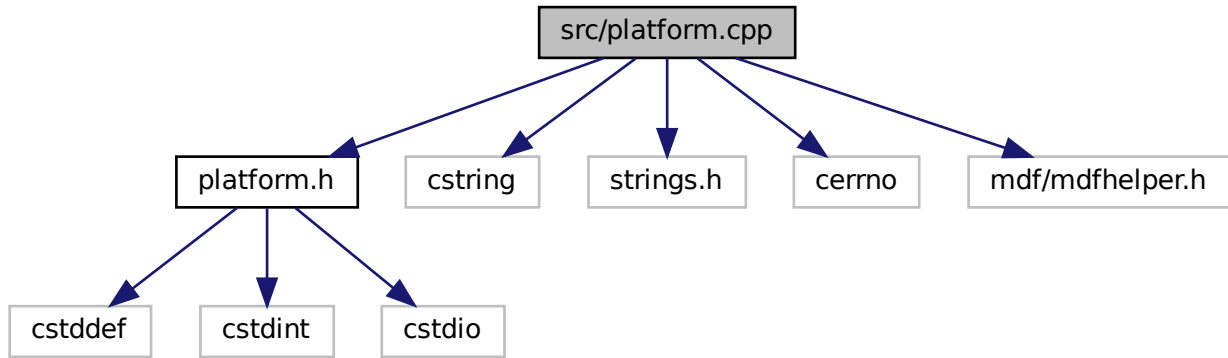 src/platform.cpp
platform.h
cstring
strings.h
cerrno
mdf/mdfhelper.h
cstddef
cstdint
cstdio